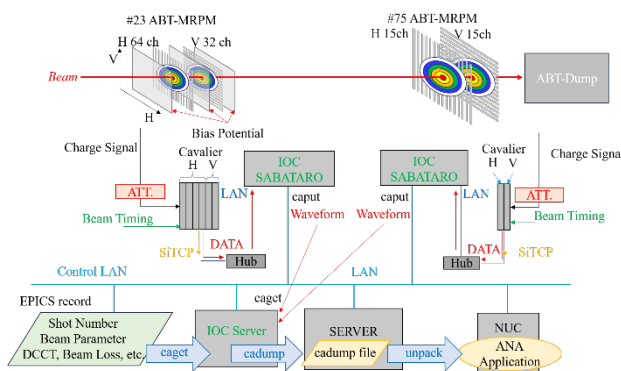 #23 ABT-MRPM
H 64 ch
V 32 ch
V
H
Beam
Bias Potential
#75 ABT-MRPM
H 15ch
V 15ch
ABT-Dump
Charge Signal
Cavalier
H V
ATT.
Beam Timing
LAN
SiTCP
DATA
Hub
IOC
SABATARO
caput
Waveform
IOC
SABATARO
caput
Waveform
LAN
Cavalier
H V
Charge Signa
ATT.
Beam Timing
SiTCP
DATA
Hub
Control LAN
LAN
caget
EPICS record
Shot Number
Beam Parameter
DCCT, Beam Loss, etc.
caget
IOC Server
cadump
SERVER
cadump file
unpack
NUC
ANA
Application